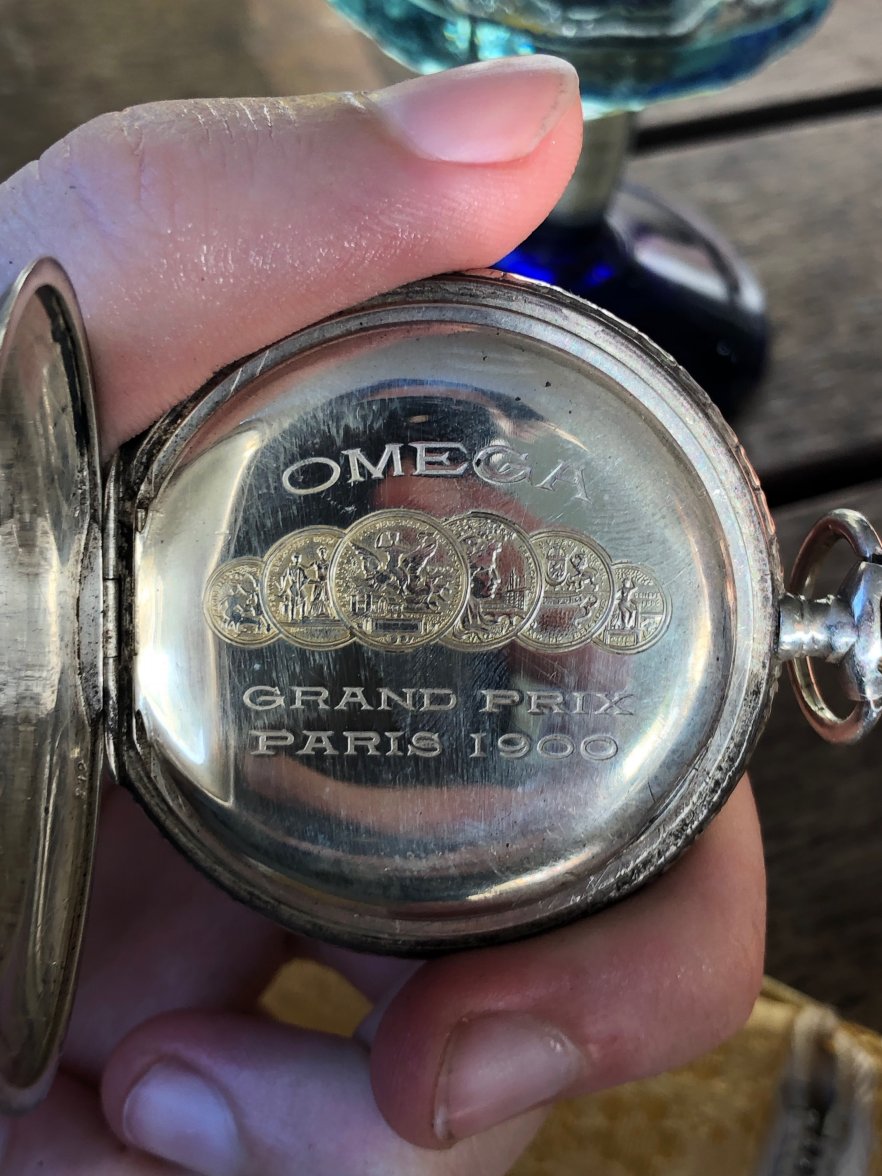 OMEGA
GRAND PRIX
PARIS 1900